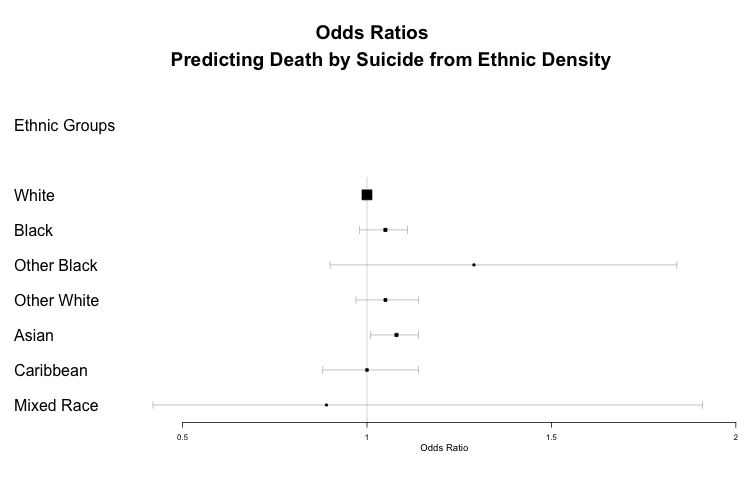 Odds Ratios
Predicting Death by Suicide from Ethnic Density
Ethnic Groups
White
Black
Other Black
Other White
Asian
Caribbean
Mixed Race
0.5 1 1.5 2
Odds Ratio